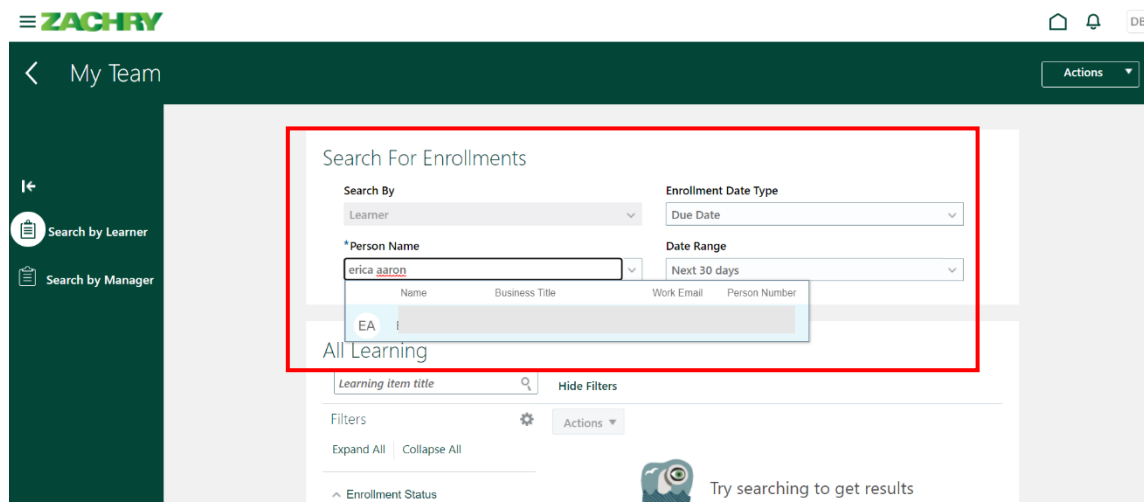 ZACHRY
DE
My Team
Actions
Search For Enrollments
Search By
Enrollment Date Type
Learner
Due Date
*Person Name
Date Range
erica aaron
Next 30 days
Name Business Title Work Email Person Number
EA
Search by Learner
Search by Manager
All Learning
Learning item title
Hide Filters
Filters
Actions
Expand All Collapse All
Enrollment Status
Try searching to get results